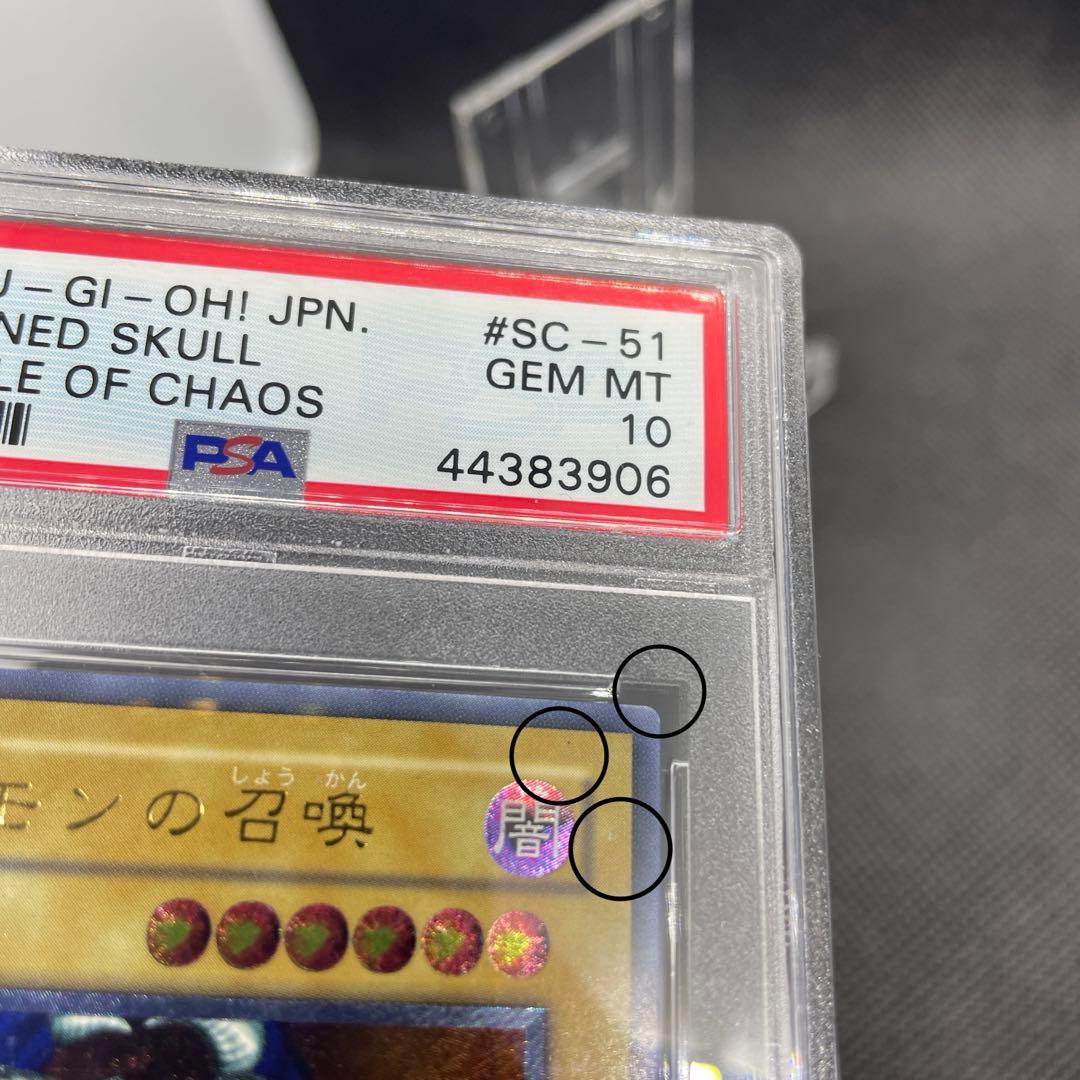 U-GI-OH! JPN. #SC-51
NED SKULL GEM MT
LE OF CHAOS 10
PSA 44383906
しょう かん
モンの召喚 闇